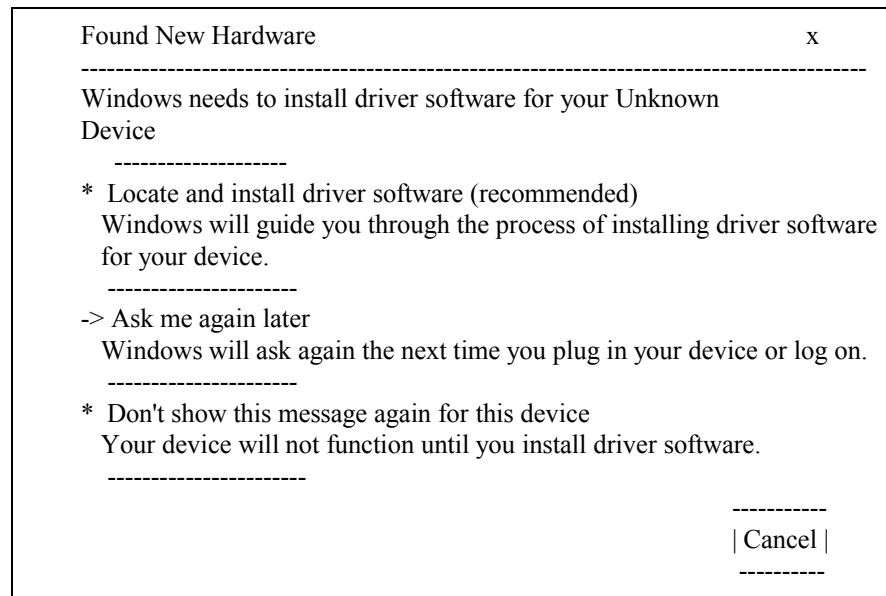 Found New Hardware x
-------------------------------------------------------------------------------------------
Windows needs to install driver software for your Unknown
Device
--------------------
* Locate and install driver software (recommended)
Windows will guide you through the process of installing driver software
for your device.
----------------------
-> Ask me again later
Windows will ask again the next time you plug in your device or log on.
----------------------
* Don't show this message again for this device
Your device will not function until you install driver software.
-----------------------
-----------
| Cancel |
----------